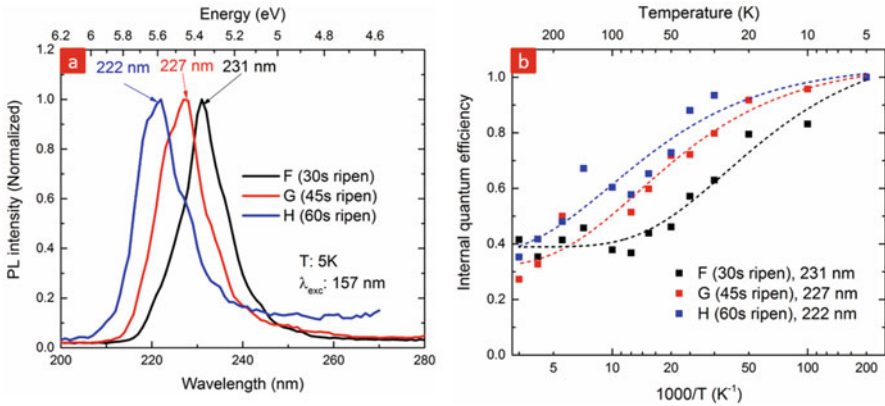 Energy (eV)
6.2 6 5.8 5.6 5.4 5.2 5 4.8 4.6
a
222 nm
227 nm
231 nm
PL intensity (Normalized)
1.2
1.0
0.8
0.6
0.4
0.2
0.0
F (30s ripen)
G (45s ripen)
H (60s ripen)
T: 5K
λexc: 157 nm
200 220 240 260 280
Wavelength (nm)
Temperature (K)
200 100 50 20 10 5
b
Internal quantum efficiency
1.0
0.8
0.6
0.4
0.2
0.0
F (30s ripen), 231 nm
G (45s ripen), 227 nm
H (60s ripen), 222 nm
5 10 20 50 100 200
1000/T (K-1)